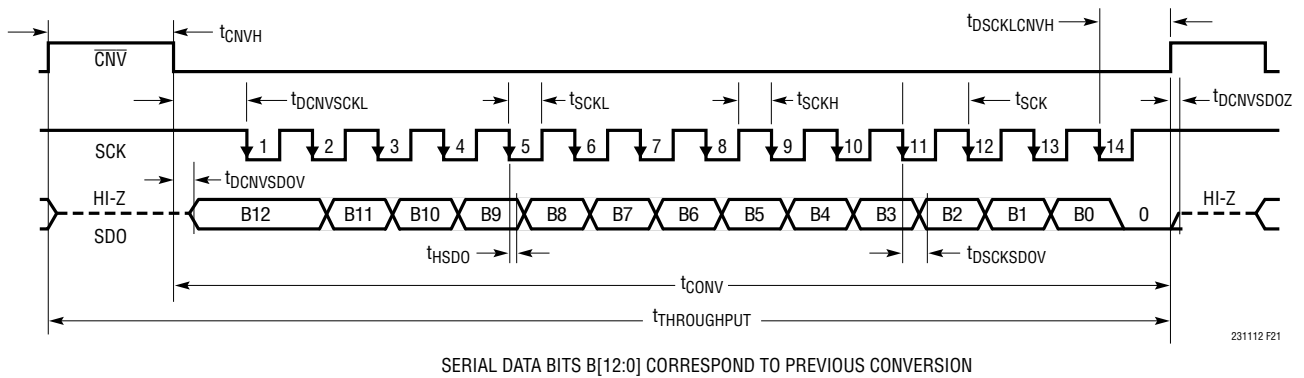 tCNVH
tDSCKLCNVH
CNV
tDCNVSCKL
tSCKL
tSCKH
tSCK
tDCNVSDOZ
SCK
1 2 3 4 5 6 7 8 9 10 11 12 13 14
tDCNVSDOV
HI-Z
SDO
B12 B11 B10 B9 B8 B7 B6 B5 B4 B3 B2 B1 B0 0
HI-Z
tHSDO
tDSCKSDOV
tCONV
tTHROUGHPUT
231112 F21
SERIAL DATA BITS B[12:0] CORRESPOND TO PREVIOUS CONVERSION